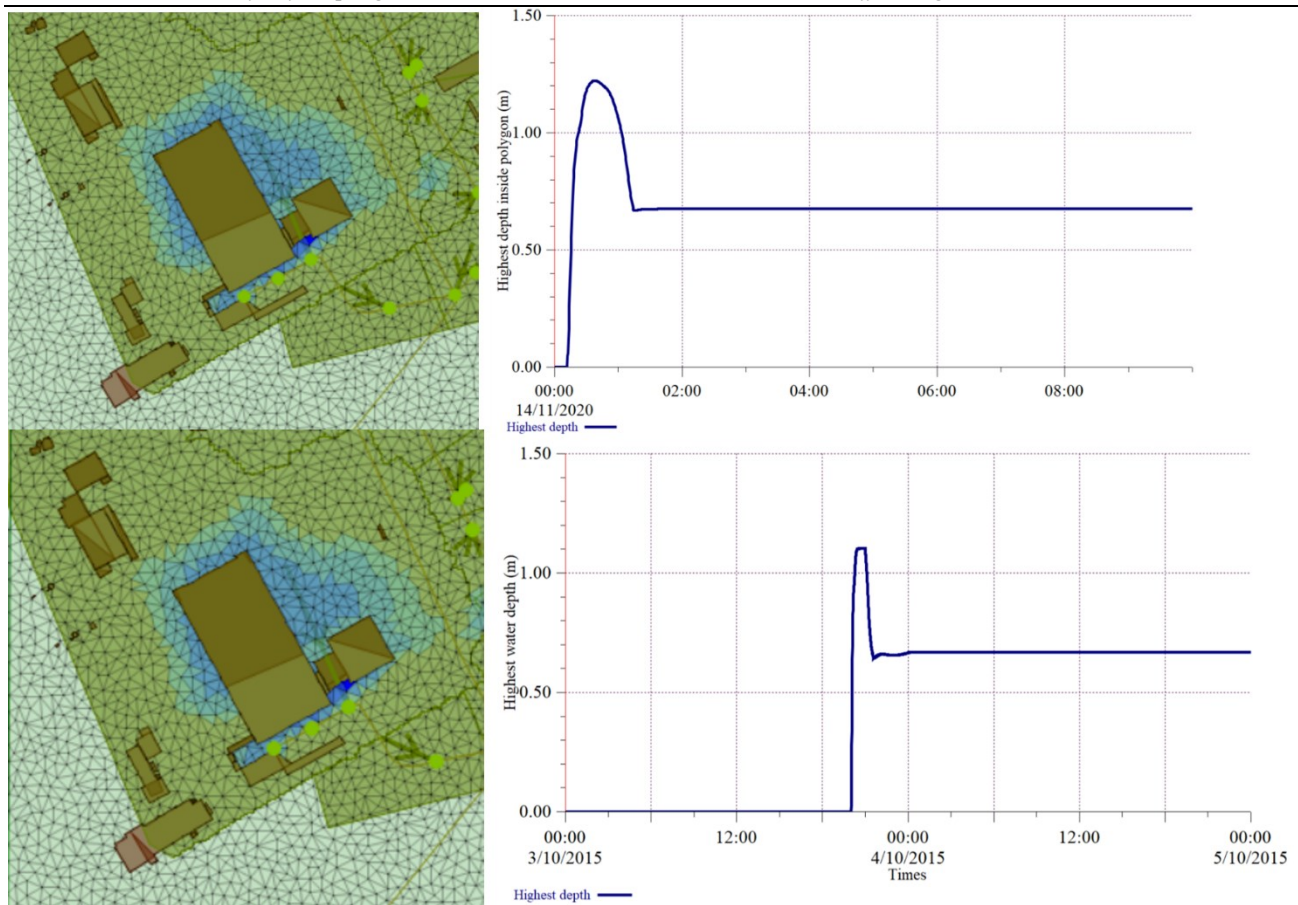 1.50
1.00
0.50
0.00
Highest depth inside polygon (m)
00:00 02:00 04:00 06:00 08:00
14/11/2020
Highest depth
1.50
1.00
0.50
0.00
Highest water depth (m)
00:00 12:00 00:00 12:00 00:00
3/10/2015 4/10/2015 5/10/2015
Times
Highest depth